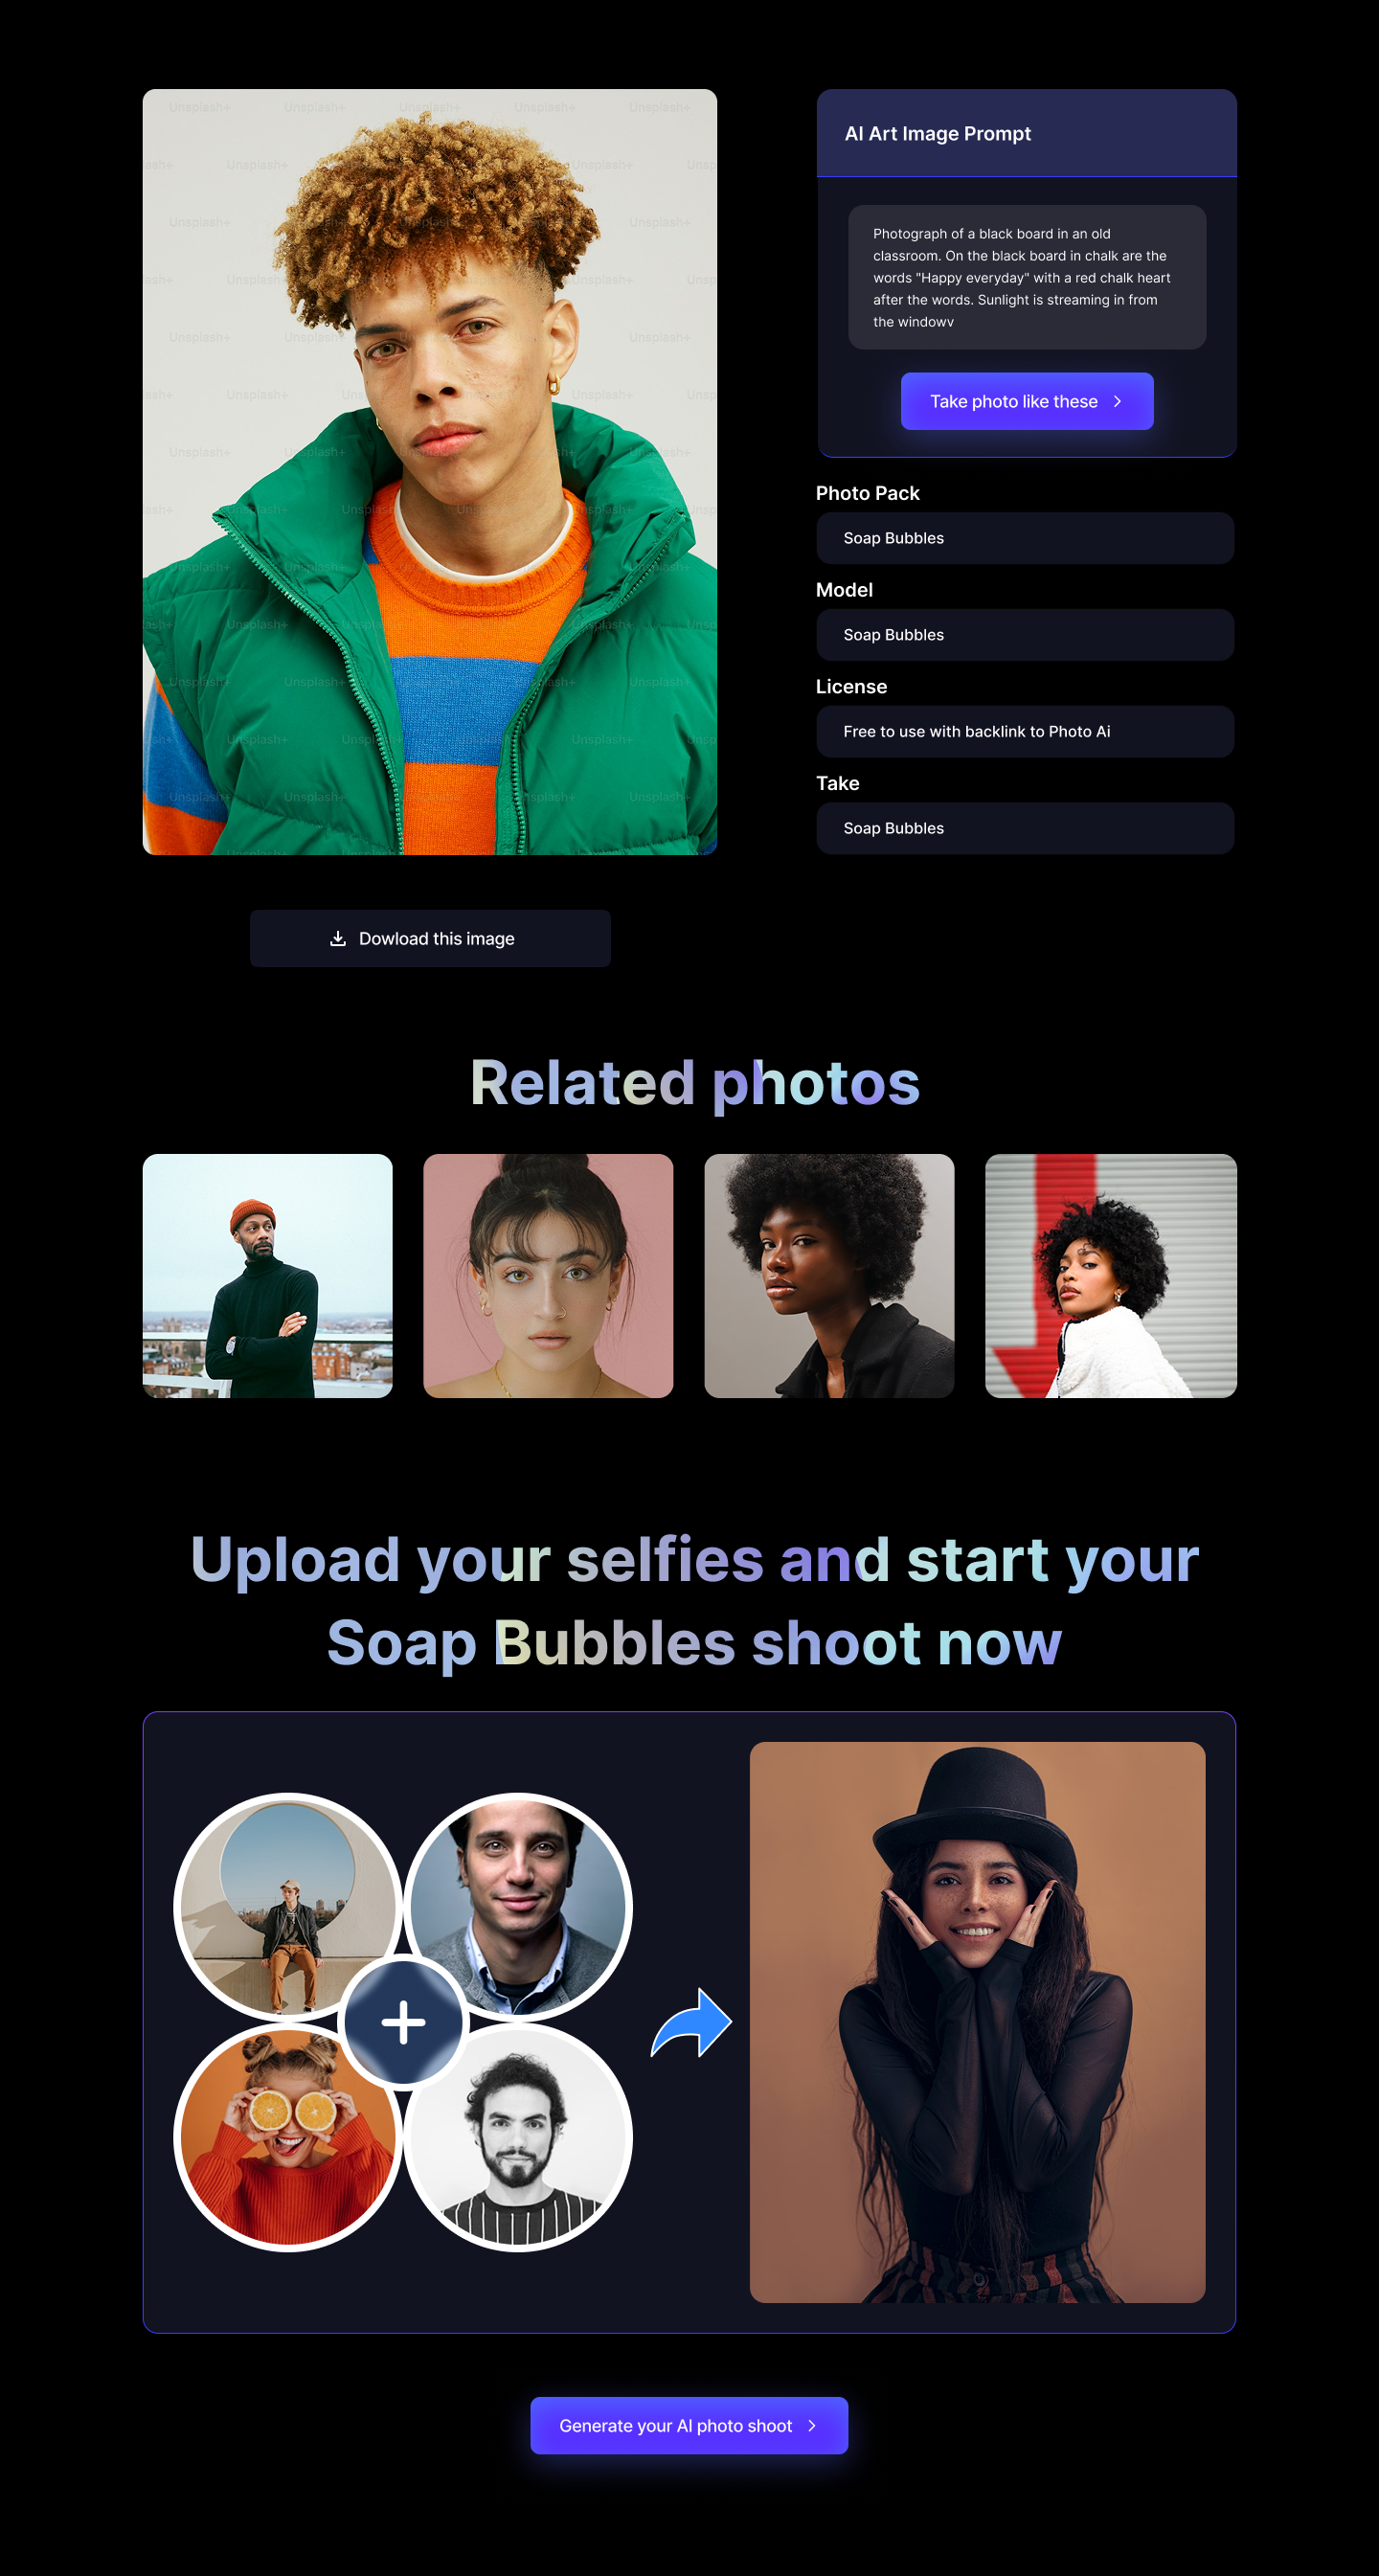 Unsplash+
AI Art Image Prompt
Photograph of a black board in an old
classroom. On the black board in chalk are the
words "Happy everyday" with a red chalk heart
after the words. Sunlight is streaming in from
the windowv
Take photo like these
Photo Pack
Soap Bubbles
Model
Soap Bubbles
License
Free to use with backlink to Photo Ai
Take
Soap Bubbles
Dowload this image
Related photos
Upload your selfies and start your
Soap Bubbles shoot now
Generate your AI photo shoot